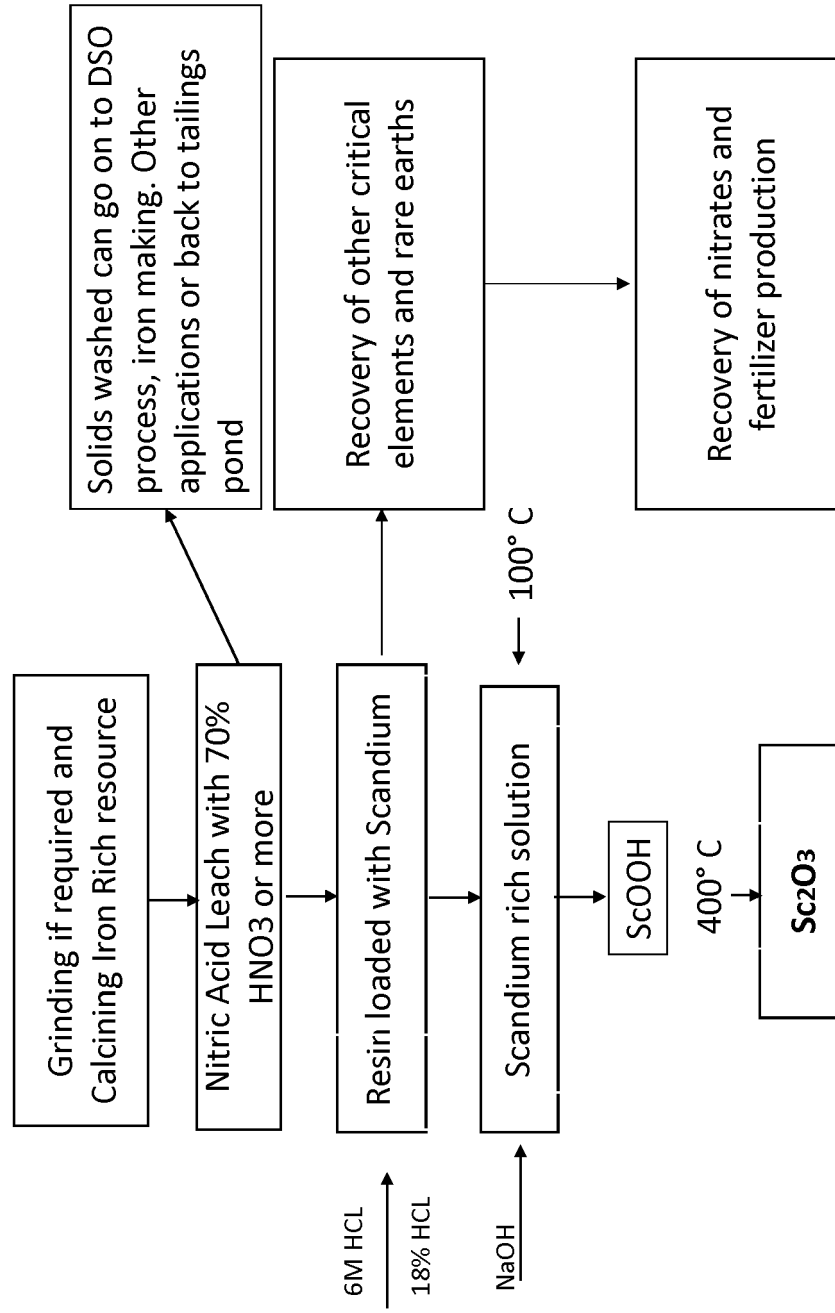 Grinding if required and
Calcining Iron Rich resource
Nitric Acid Leach with 70%
HNO3 or more
Solids washed can go on to DSO
process, iron making. Other
applications or back to tailings
pond
6M HCL
18% HCL
Resin loaded with Scandium
Recovery of other critical
elements and rare earths
NaOH
Scandium rich solution
100° C
ScOOH
400° C
Sc2O3
Recovery of nitrates and
fertilizer production